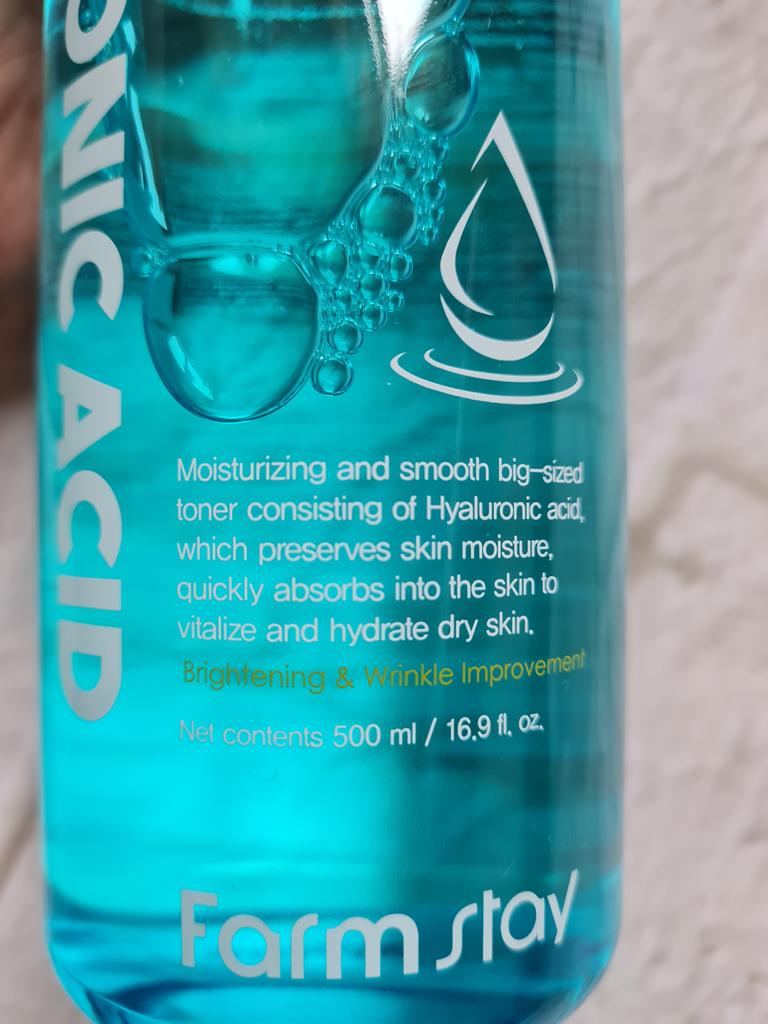 ONIC ACID
Moisturizing and smooth big-sized
toner consisting of Hyaluronic acid,
which preserves skin moisture,
quickly absorbs into the skin to
vitalize and hydrate dry skin.
Brightening & Wrinkle Improvement
Net contents 500 ml / 16.9 fl. oz.
Farm stay